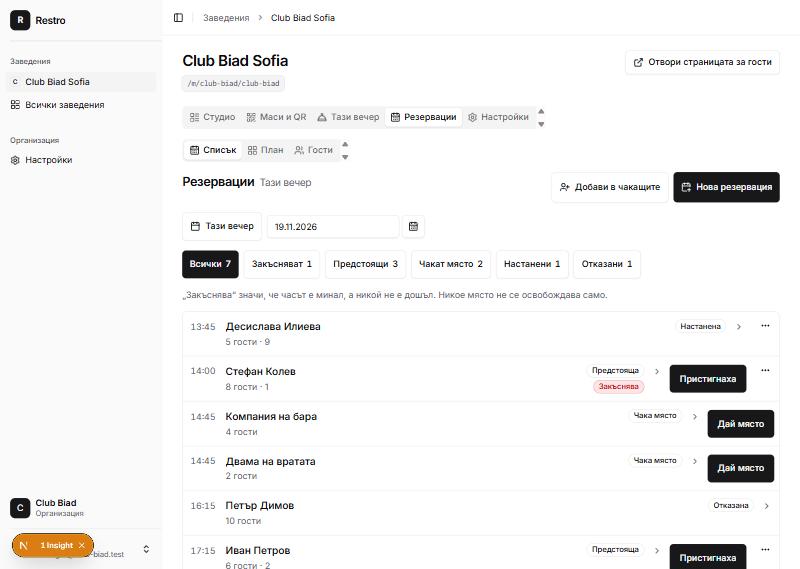 R Restro
Заведения
C Club Biad Sofia
Всички заведения
Организация
Настройки
C Club Biad
Организация
N 1 Insight ×
-biad.test
Заведения > Club Biad Sofia
Club Biad Sofia
Отвори страницата за гости
/m/club-biad/club-biad
Студио Маси и QR Тази вечер Резервации Настройки
Списък План Гости
Резервации Тази вечер
Добави в чакащите Нова резервация
Тази вечер 19.11.2026
Всички 7 Закъсняват 1 Предстоящи 3 Чакат място 2 Настанени 1 Отказани 1
„Закъснява“ значи, че часът е минал, а никой не е дошъл. Никое място не се освобождава само.
13:45 Десислава Илиева Настанена
5 гости · 9
14:00 Стефан Колев Предстояща Пристигнаха
8 гости · 1 Закъснява
14:45 Компания на бара Чака място Дай място
4 гости
14:45 Двама на вратата Чака място Дай място
2 гости
16:15 Петър Димов Отказана
10 гости
17:15 Иван Петров Предстояща Пристигнаха
6 гости · 2